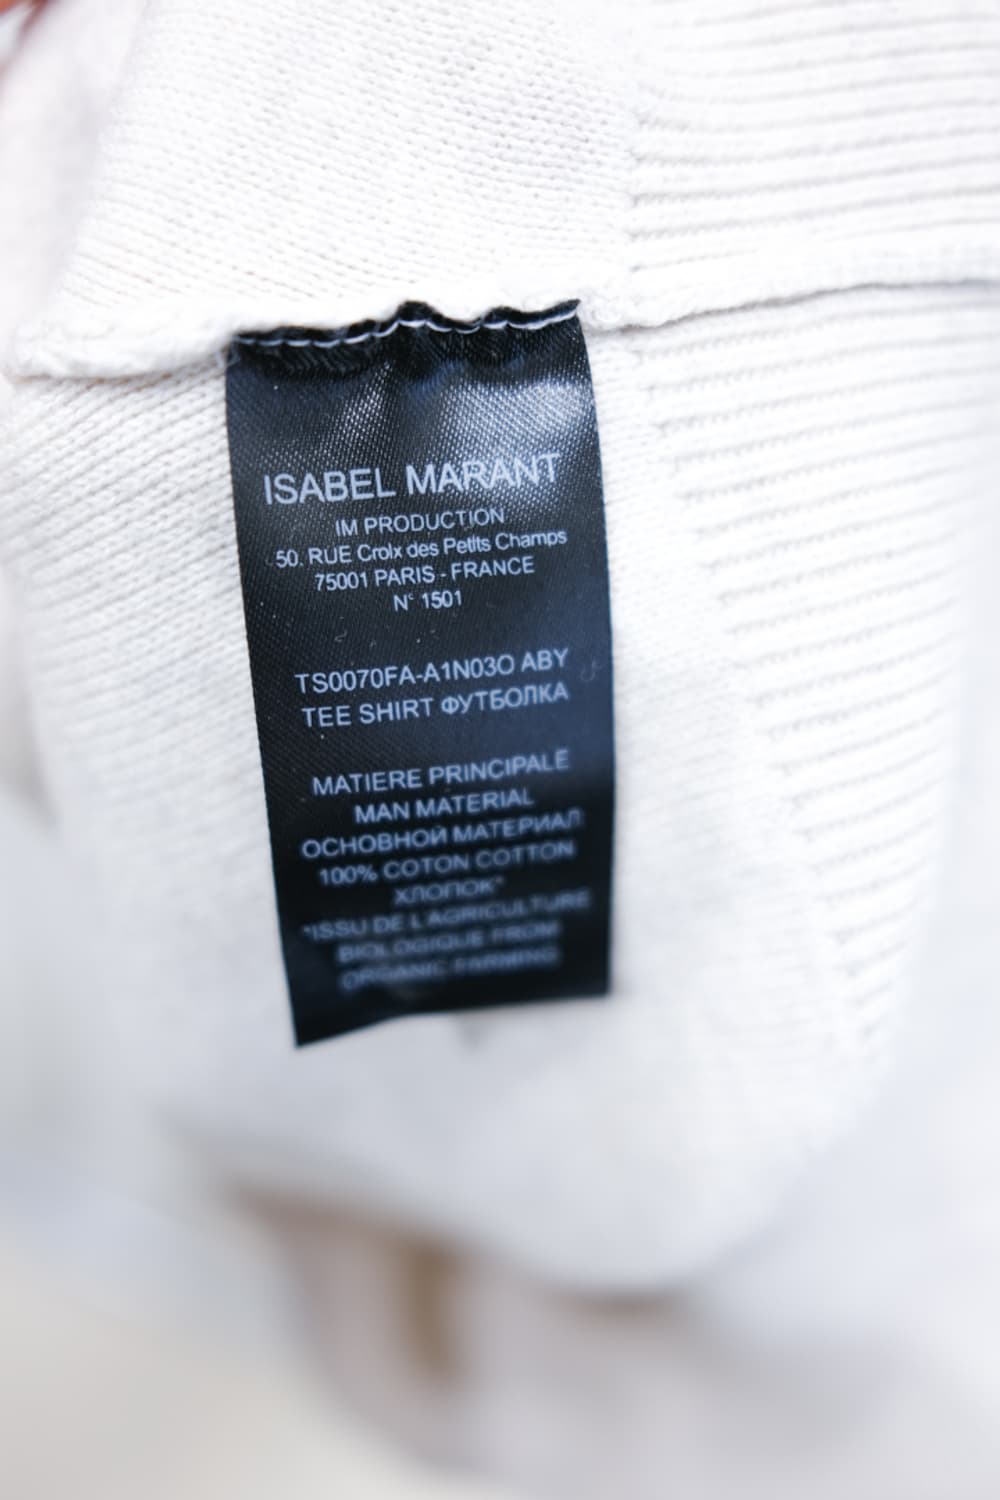 ISABEL MARANT
IM PRODUCTION
50. RUE Croix des Petits Champs
75001 PARIS - FRANCE
N° 1501
TS0070FA-A1N03O ABY
TEE SHIRT ФУТБОЛКА
MATIERE PRINCIPALE
MAN MATERIAL
ОСНОВНОЙ МАТЕРИАЛ
100% COTON COTTON
ХЛОПОК*
*ISSU DE L'AGRICULTURE
BIOLOGIQUE FROM
ORGANIC FARMING